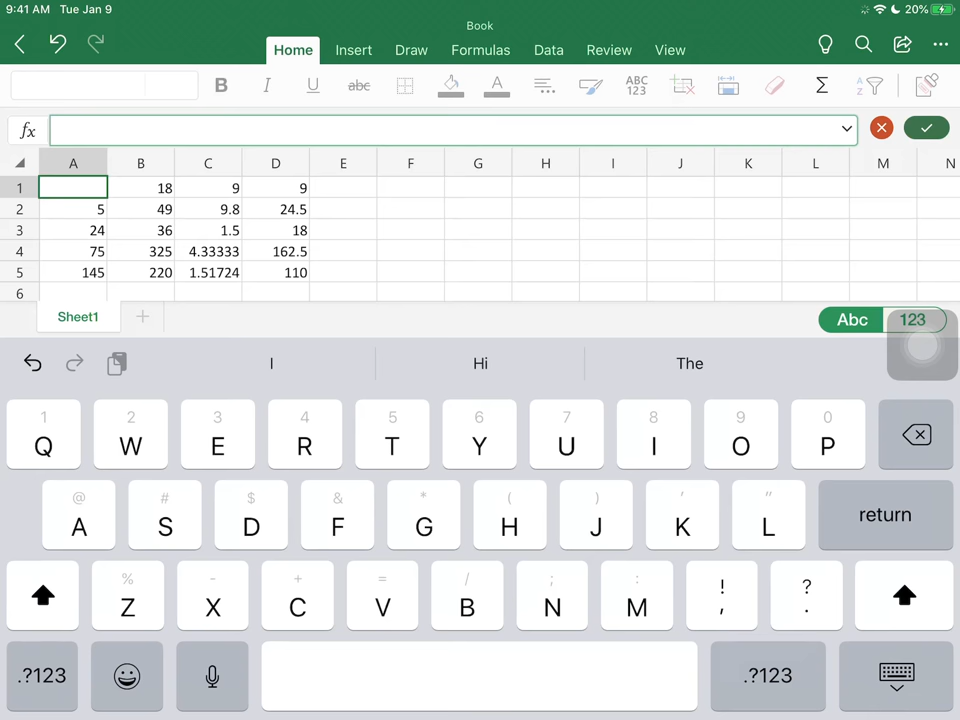 9:41 AM Tue Jan 9 20%
Book
Home Insert Draw Formulas Data Review View
B I U abc A ABC 123 Σ A Z
fx
A B C D E F G H I J K L M N
1 18 9 9
2 5 49 9.8 24.5
3 24 36 1.5 18
4 75 325 4.33333 162.5
5 145 220 1.51724 110
6
Sheet1 + Abc 123
I Hi The
1 2 3 4 5 6 7 8 9 0
Q W E R T Y U I O P
@ # $ & * ( ) ' "
A S D F G H J K L return
% - + = / ; : ! ?
Z X C V B N M , .
.?123 .?123